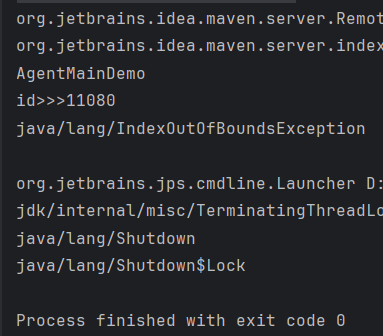 org.jetbrains.idea.maven.server.Remot
org.jetbrains.idea.maven.server.index
AgentMainDemo
id>>>11080
java/lang/IndexOutOfBoundsException
org.jetbrains.jps.cmdline.Launcher D:
jdk/internal/misc/TerminatingThreadLo
java/lang/Shutdown
java/lang/Shutdown$Lock
Process finished with exit code 0